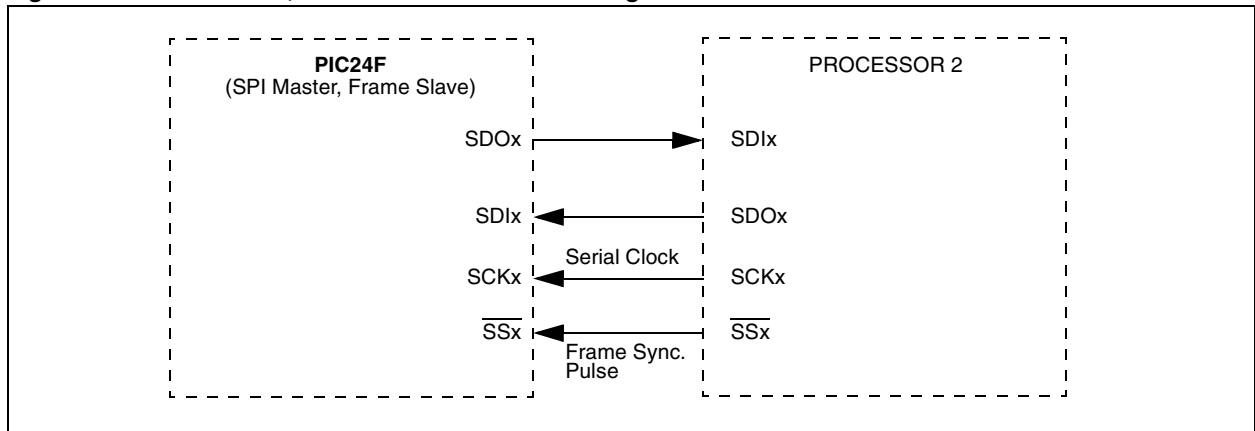 PIC24F
(SPI Master, Frame Slave)
PROCESSOR 2
SDOx
SDIx
SDIx
SDOx
Serial Clock
SCKx
SCKx
SSx
SSx
Frame Sync.
Pulse